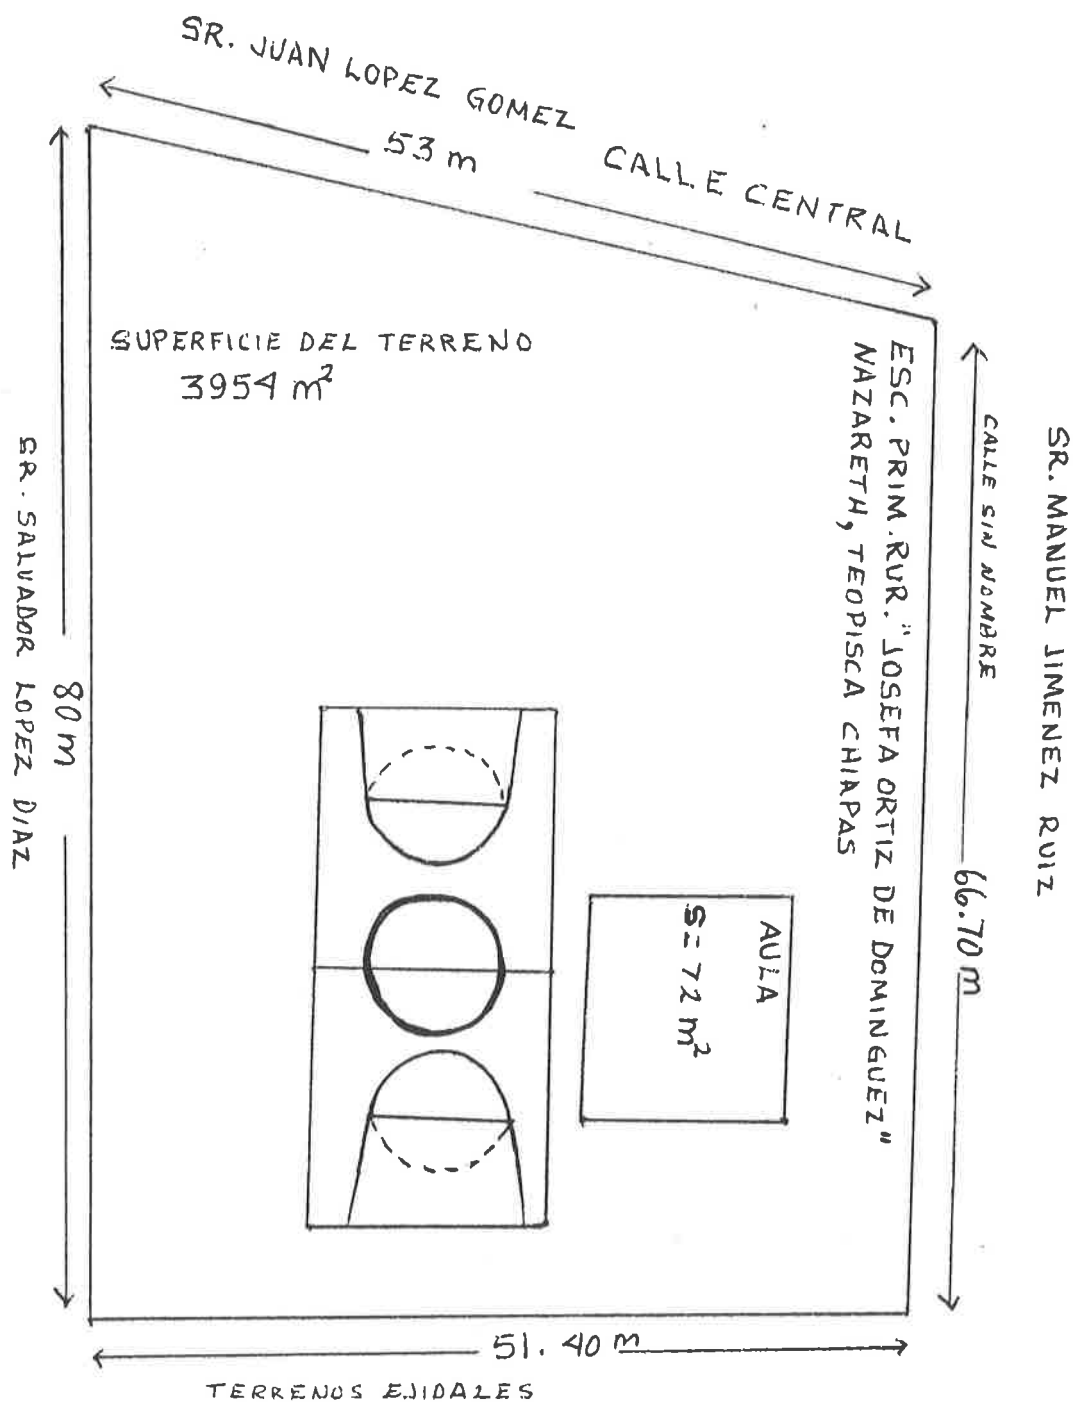 SR. JUAN LOPEZ GOMEZ
53 m
CALLE CENTRAL
SUPERFICIE DEL TERRENO
3954 m²
ESC. PRIM. RUR. "JOSEFA ORTIZ DE DOMINGUEZ"
NAZARETH, TEOPISCA CHIAPAS
CALLE SIN NOMBRE
66.70 m
SR. MANUEL JIMENEZ RUIZ
SR. SALVADOR LOPEZ DIAZ
80 m
AULA
S= 72 m²
51.40 m
TERRENOS EJIDALES